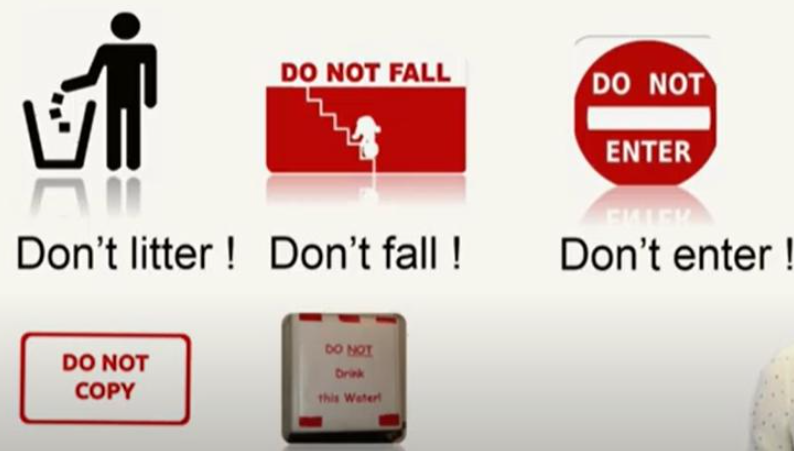 DO NOT FALL
DO NOT
ENTER
Don't litter !
Don't fall !
Don't enter !
DO NOT
COPY
DO NOT
Drink
this Water!